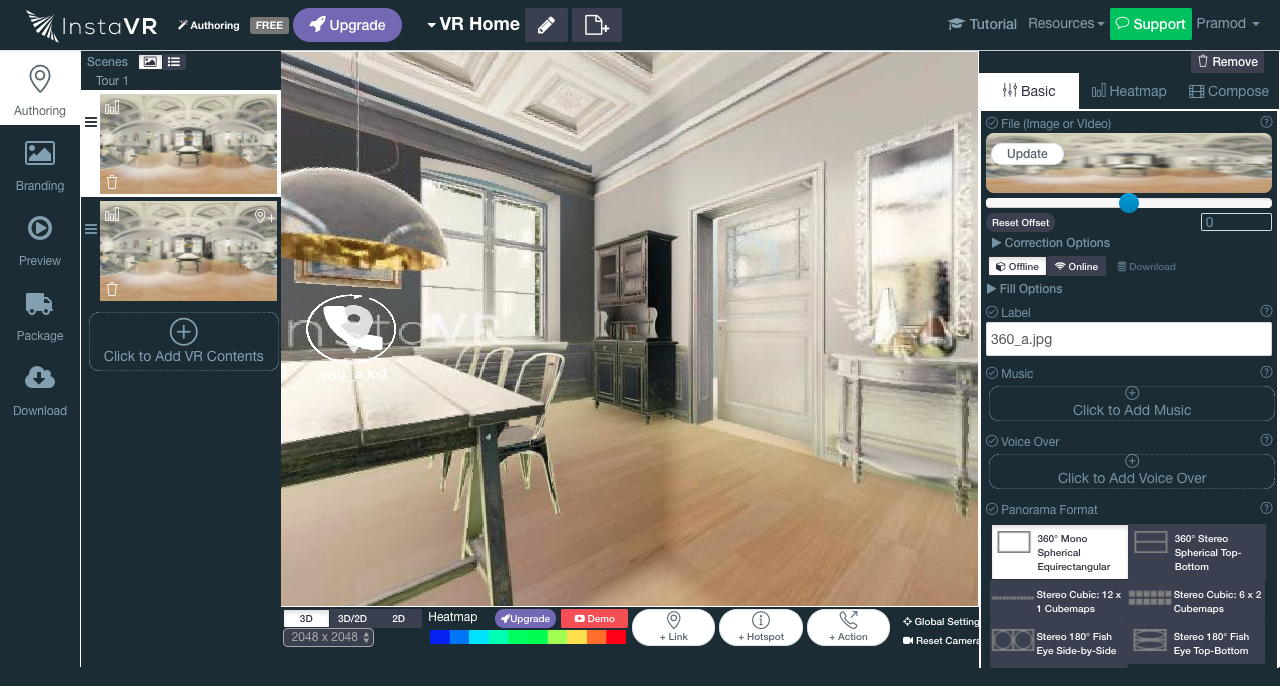 InstaVR
Authoring
FREE
Upgrade
VR Home
Tutorial
Resources
Support
Pramod
Authoring
Branding
Preview
Package
Download
Scenes
Tour 1
Click to Add VR Contents
nstaVR
360_a.jpg
3D
3D/2D
2D
2048 x 2048
Heatmap
Upgrade
Demo
+ Link
+ Hotspot
+ Action
Global Setting
Reset Camera
Remove
Basic
Heatmap
Compose
File (Image or VIdeo)
Update
Reset Offset
0
Correction Options
Offline
Online
Download
Fill Options
Label
360_a.jpg
Music
Click to Add Music
Voice Over
Click to Add Voice Over
Panorama Format
360° Mono
Spherical
Equirectangular
360° Stereo
Spherical Top-
Bottom
Stereo Cubic: 12 x
1 Cubemaps
Stereo Cubic: 6 x 2
Cubemaps
Stereo 180° Fish
Eye Side-by-Side
Stereo 180° Fish
Eye Top-Bottom